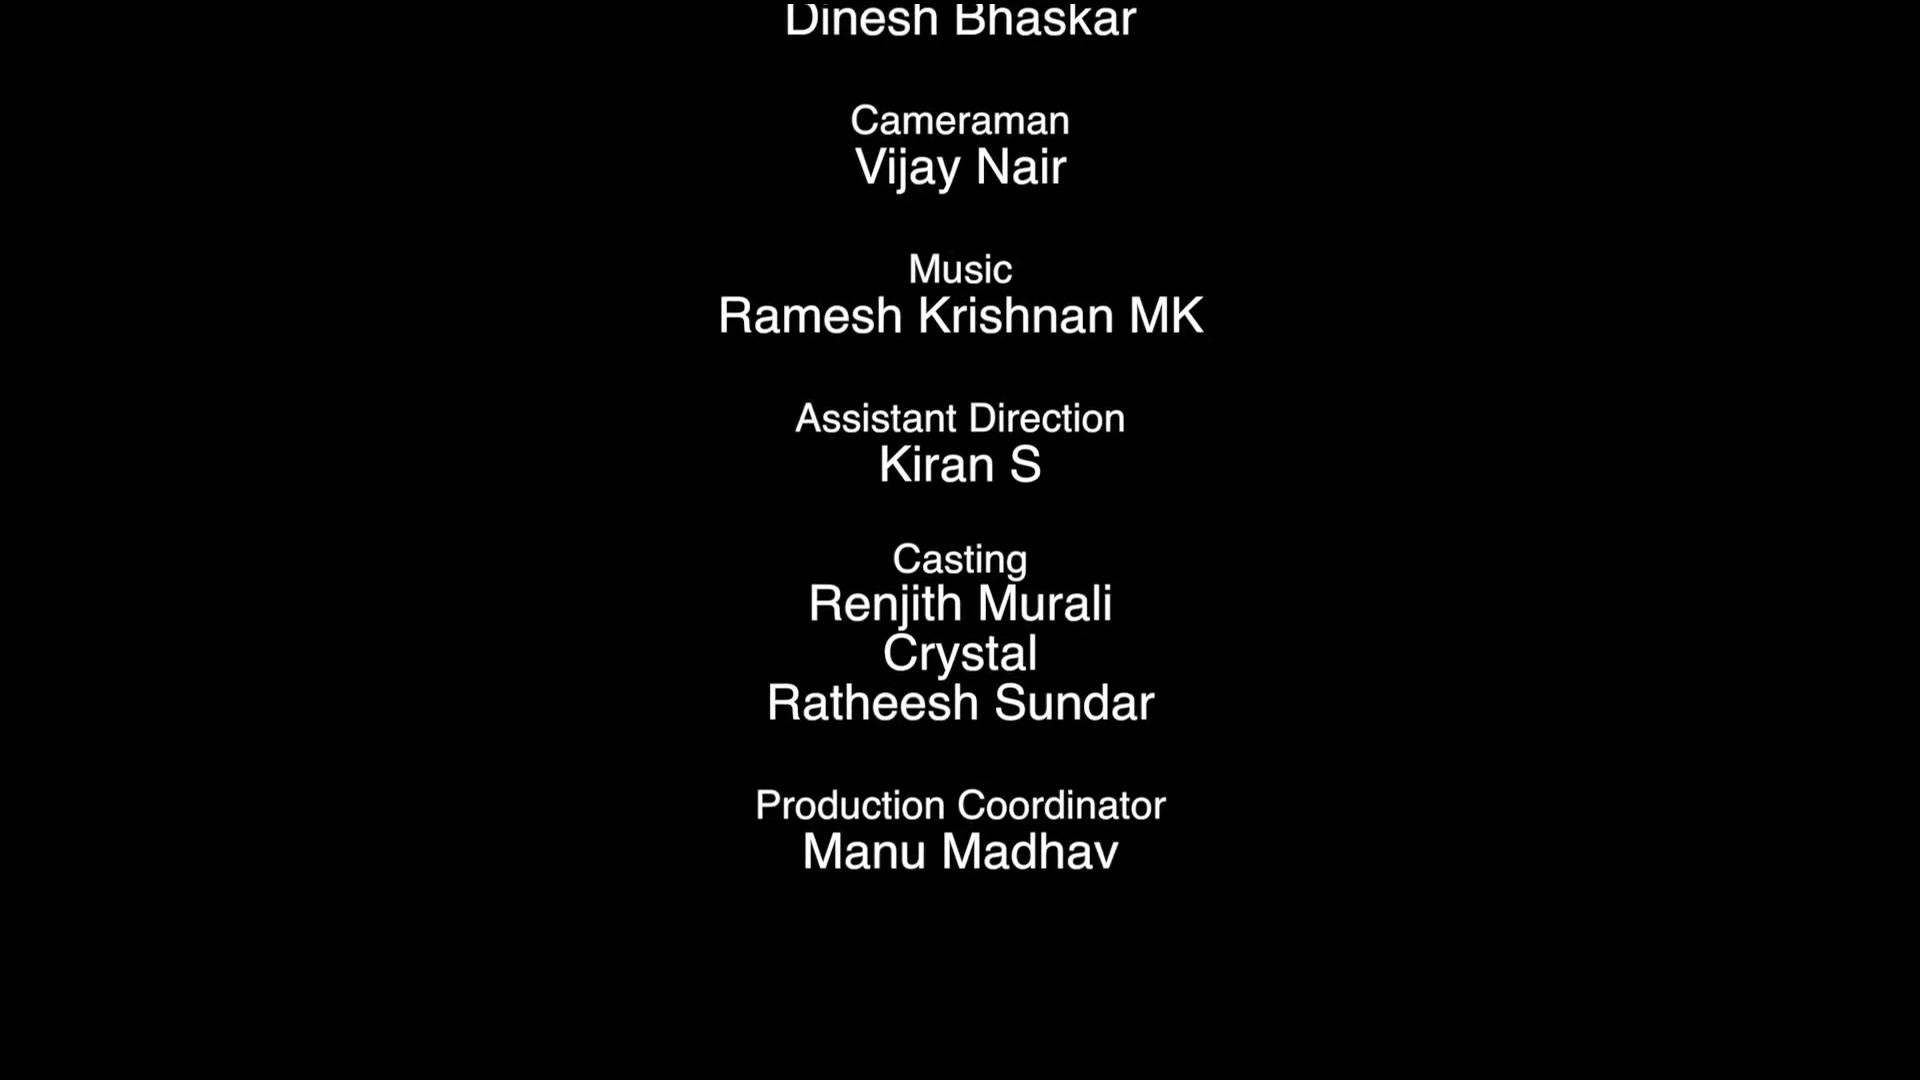 Dinesh Bhaskar
Cameraman
Vijay Nair
Music
Ramesh Krishnan MK
Assistant Direction
Kiran S
Casting
Renjith Murali
Crystal
Ratheesh Sundar
Production Coordinator
Manu Madhav